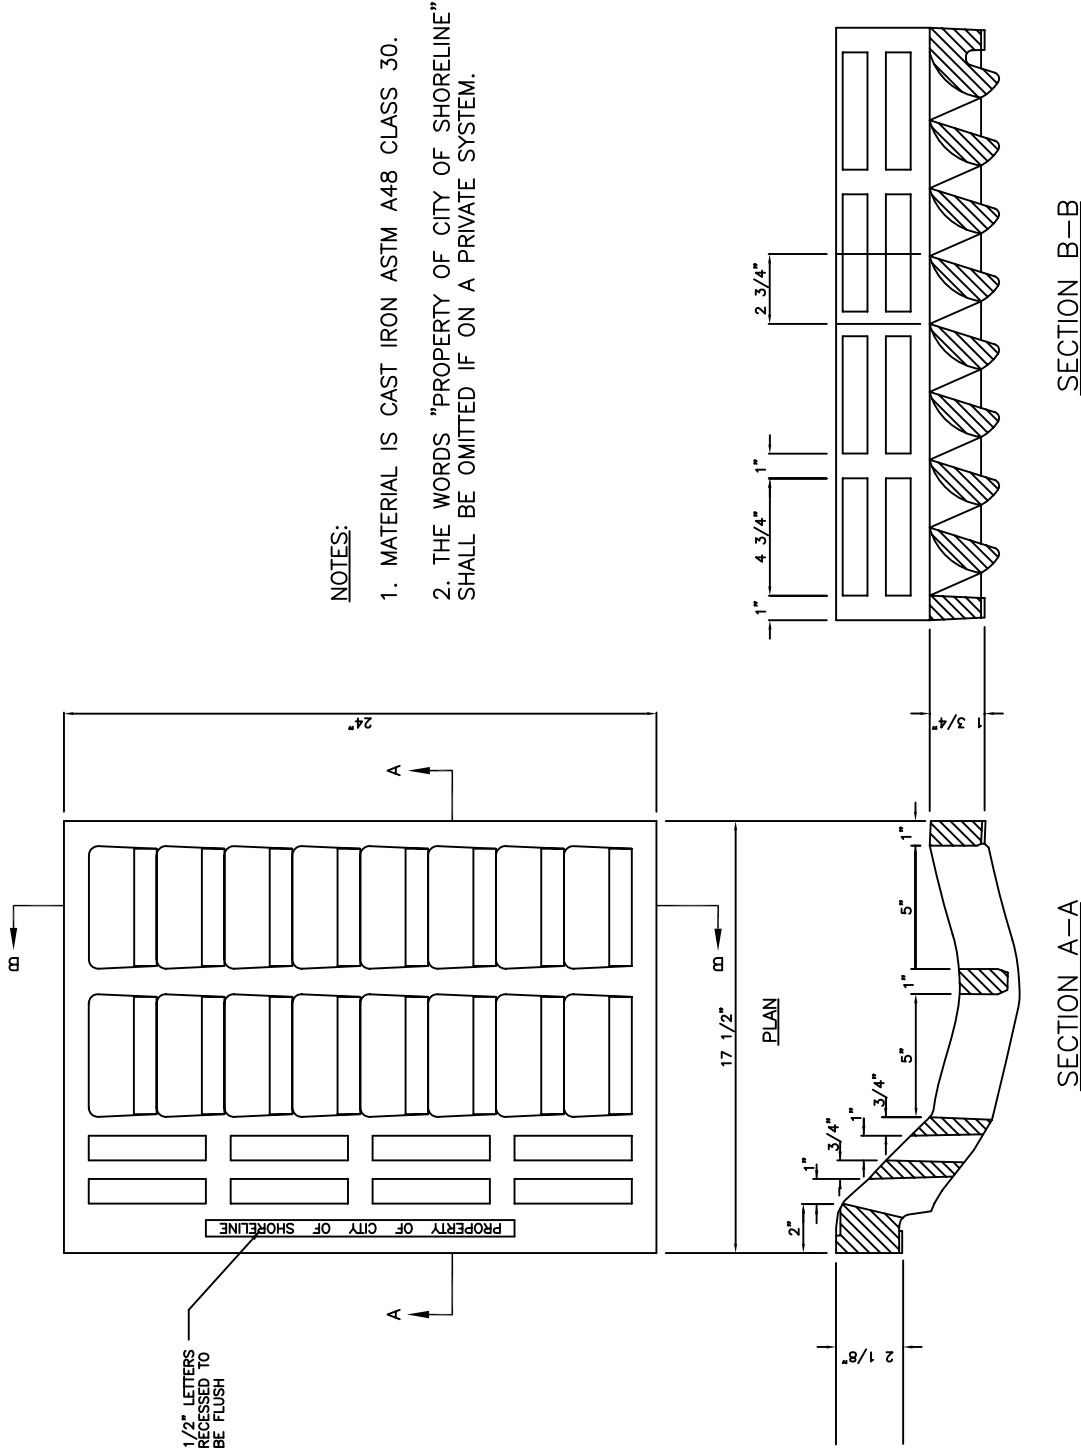 NOTES:
1. MATERIAL IS CAST IRON ASTM A48 CLASS 30.
2. THE WORDS "PROPERTY OF CITY OF SHORELINE"
SHALL BE OMITTED IF ON A PRIVATE SYSTEM.
B
B
A
A
24"
17 1/2"
PLAN
PROPERTY OF CITY OF SHORELINE
1/2" LETTERS
RECESSED TO
BE FLUSH
1"
4 3/4"
1"
2 3/4"
SECTION B-B
1 3/4"
2 1/8"
2"
1"
3/4"
1"
3/4"
5"
1"
5"
1"
SECTION A-A